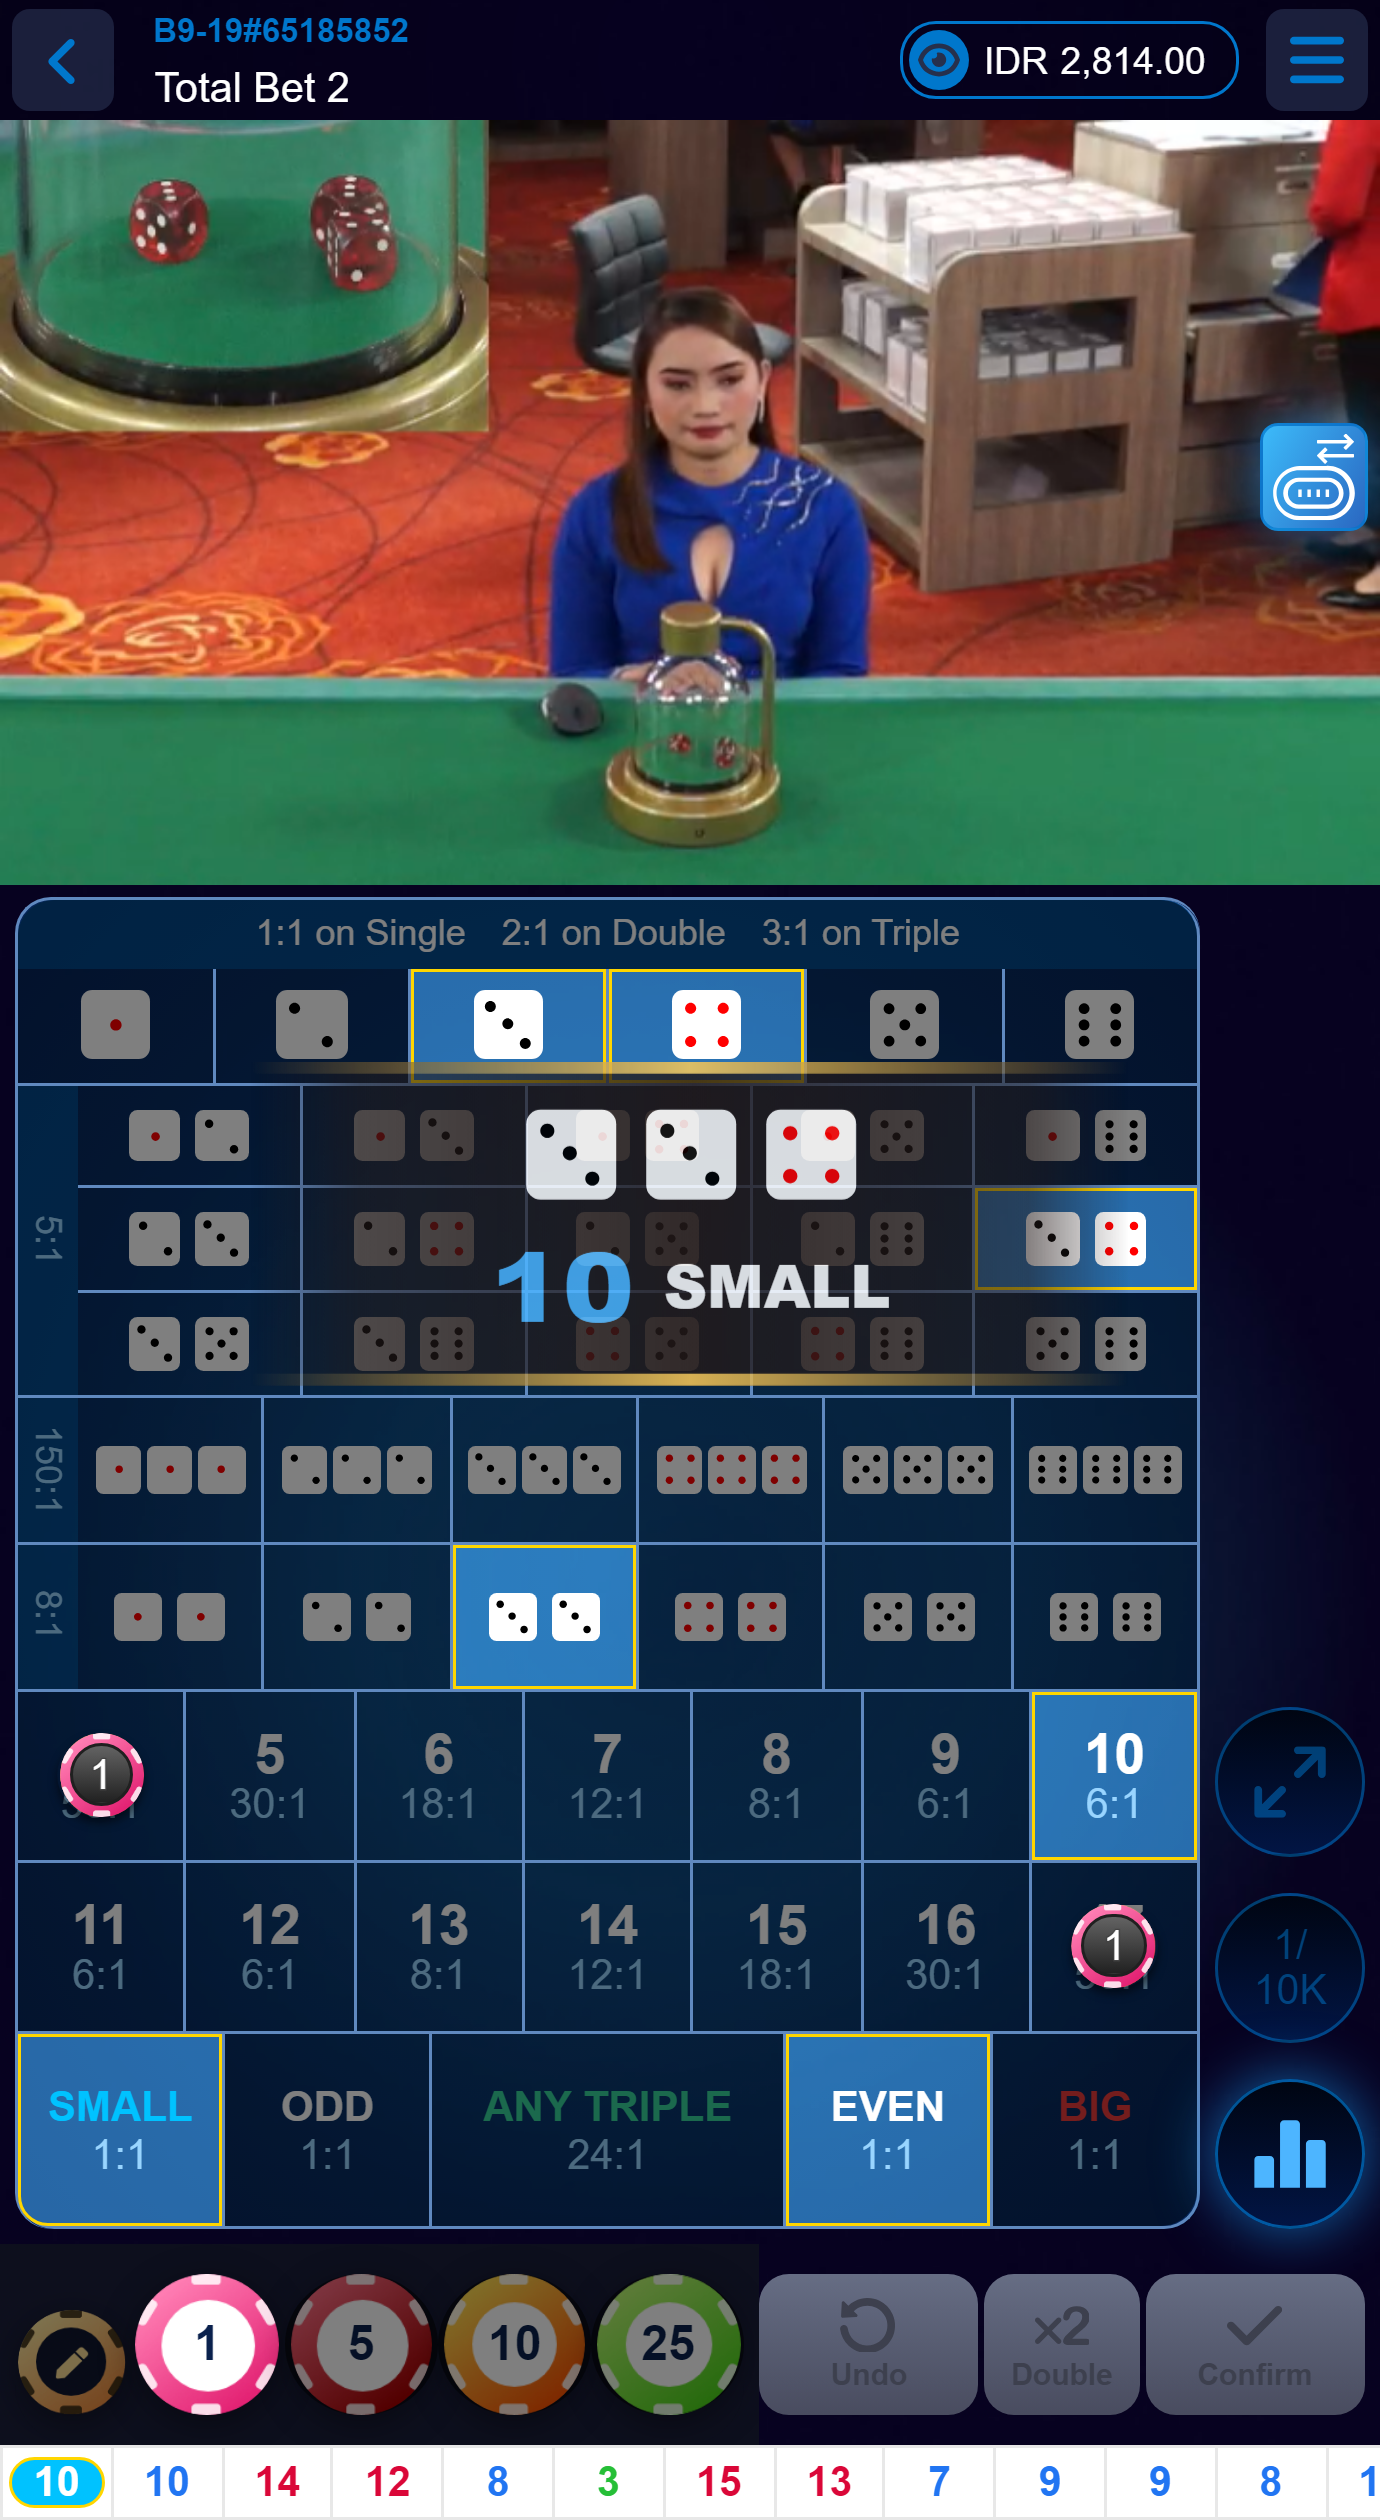 B9-19#65185852
Total Bet 2
IDR 2,814.00
1:1 on Single 2:1 on Double 3:1 on Triple
5:1
10 SMALL
150:1
8:1
1
5 6 7 8 9 10
30:1 18:1 12:1 8:1 6:1 6:1
11 12 13 14 15 16
1
6:1 6:1 8:1 12:1 18:1 30:1
1/
10K
SMALL ODD ANY TRIPLE EVEN BIG
1:1 1:1 24:1 1:1 1:1
1 5 10 25
x2
Undo Double Confirm
10 10 14 12 8 3 15 13 7 9 9 8